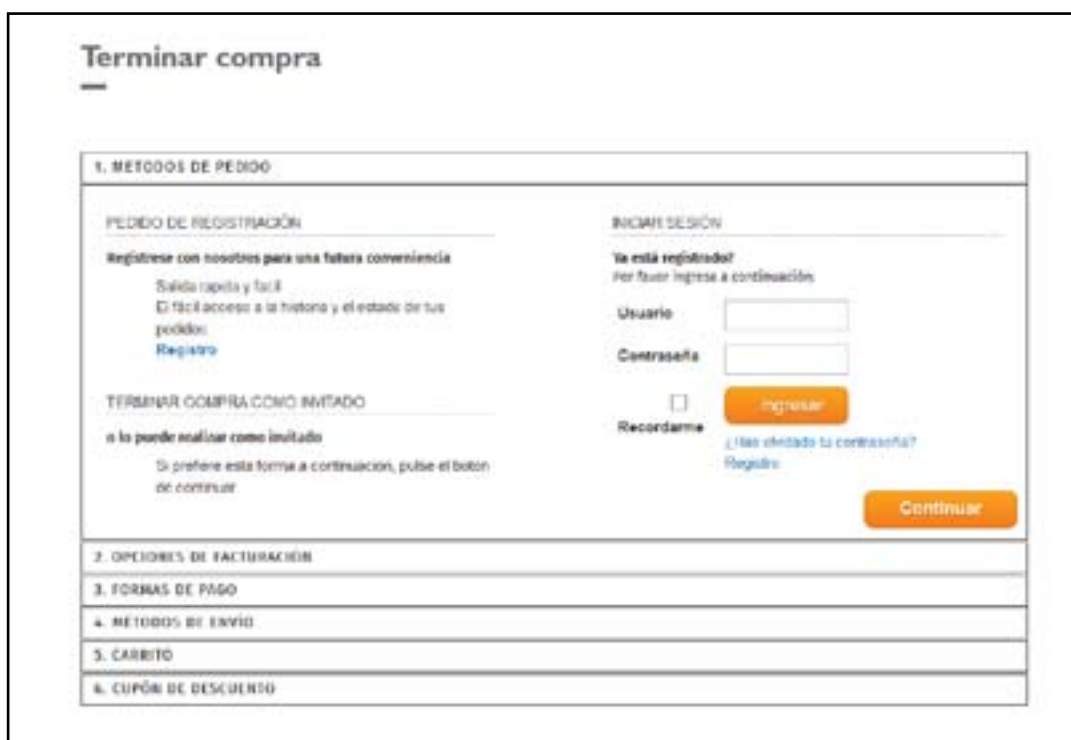 Terminar compra
1. METODOS DE PEDIDO
PEDIDO DE REGISTRACIÓN
Regístrese con nosotros para una futura conveniencia
Salida rapida y facil
El fácil acceso a la historia y el estado de tus
pedidos
Registro
TERMINAR COMPRA COMO INVITADO
o lo puede realizar como invitado
Si prefiere esta forma a continuación, pulse el boton
de continuar
INICIAR SESIÓN
Ya está registrado?
Por favor ingresa a continuación
Usuario
Contraseña
Recordarme
Ingresar
¿Has olvidado tu contraseña?
Registro
Continuar
2. OPCIONES DE FACTURACIÓN
3. FORMAS DE PAGO
4. MÉTODOS DE ENVÍO
5. CARRITO
6. CUPÓN DE DESCUENTO